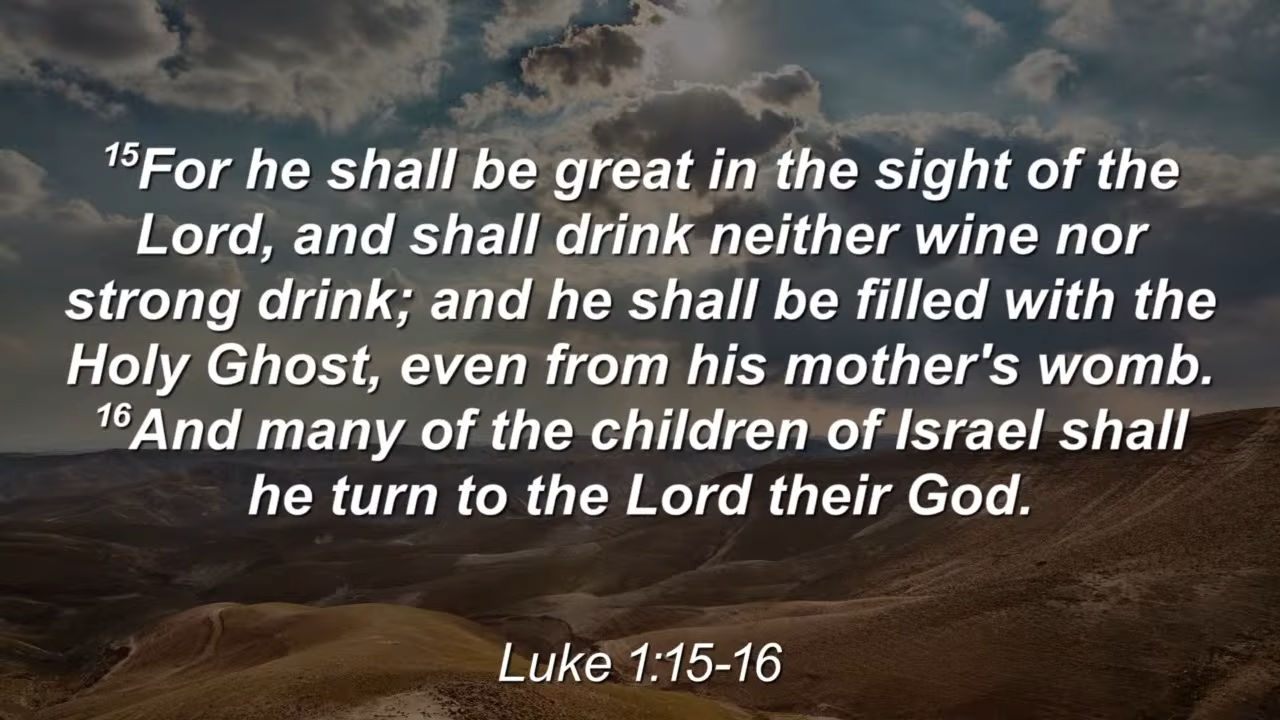 15For he shall be great in the sight of the
Lord, and shall drink neither wine nor
strong drink; and he shall be filled with the
Holy Ghost, even from his mother's womb.
16And many of the children of Israel shall
he turn to the Lord their God.
Luke 1:15-16